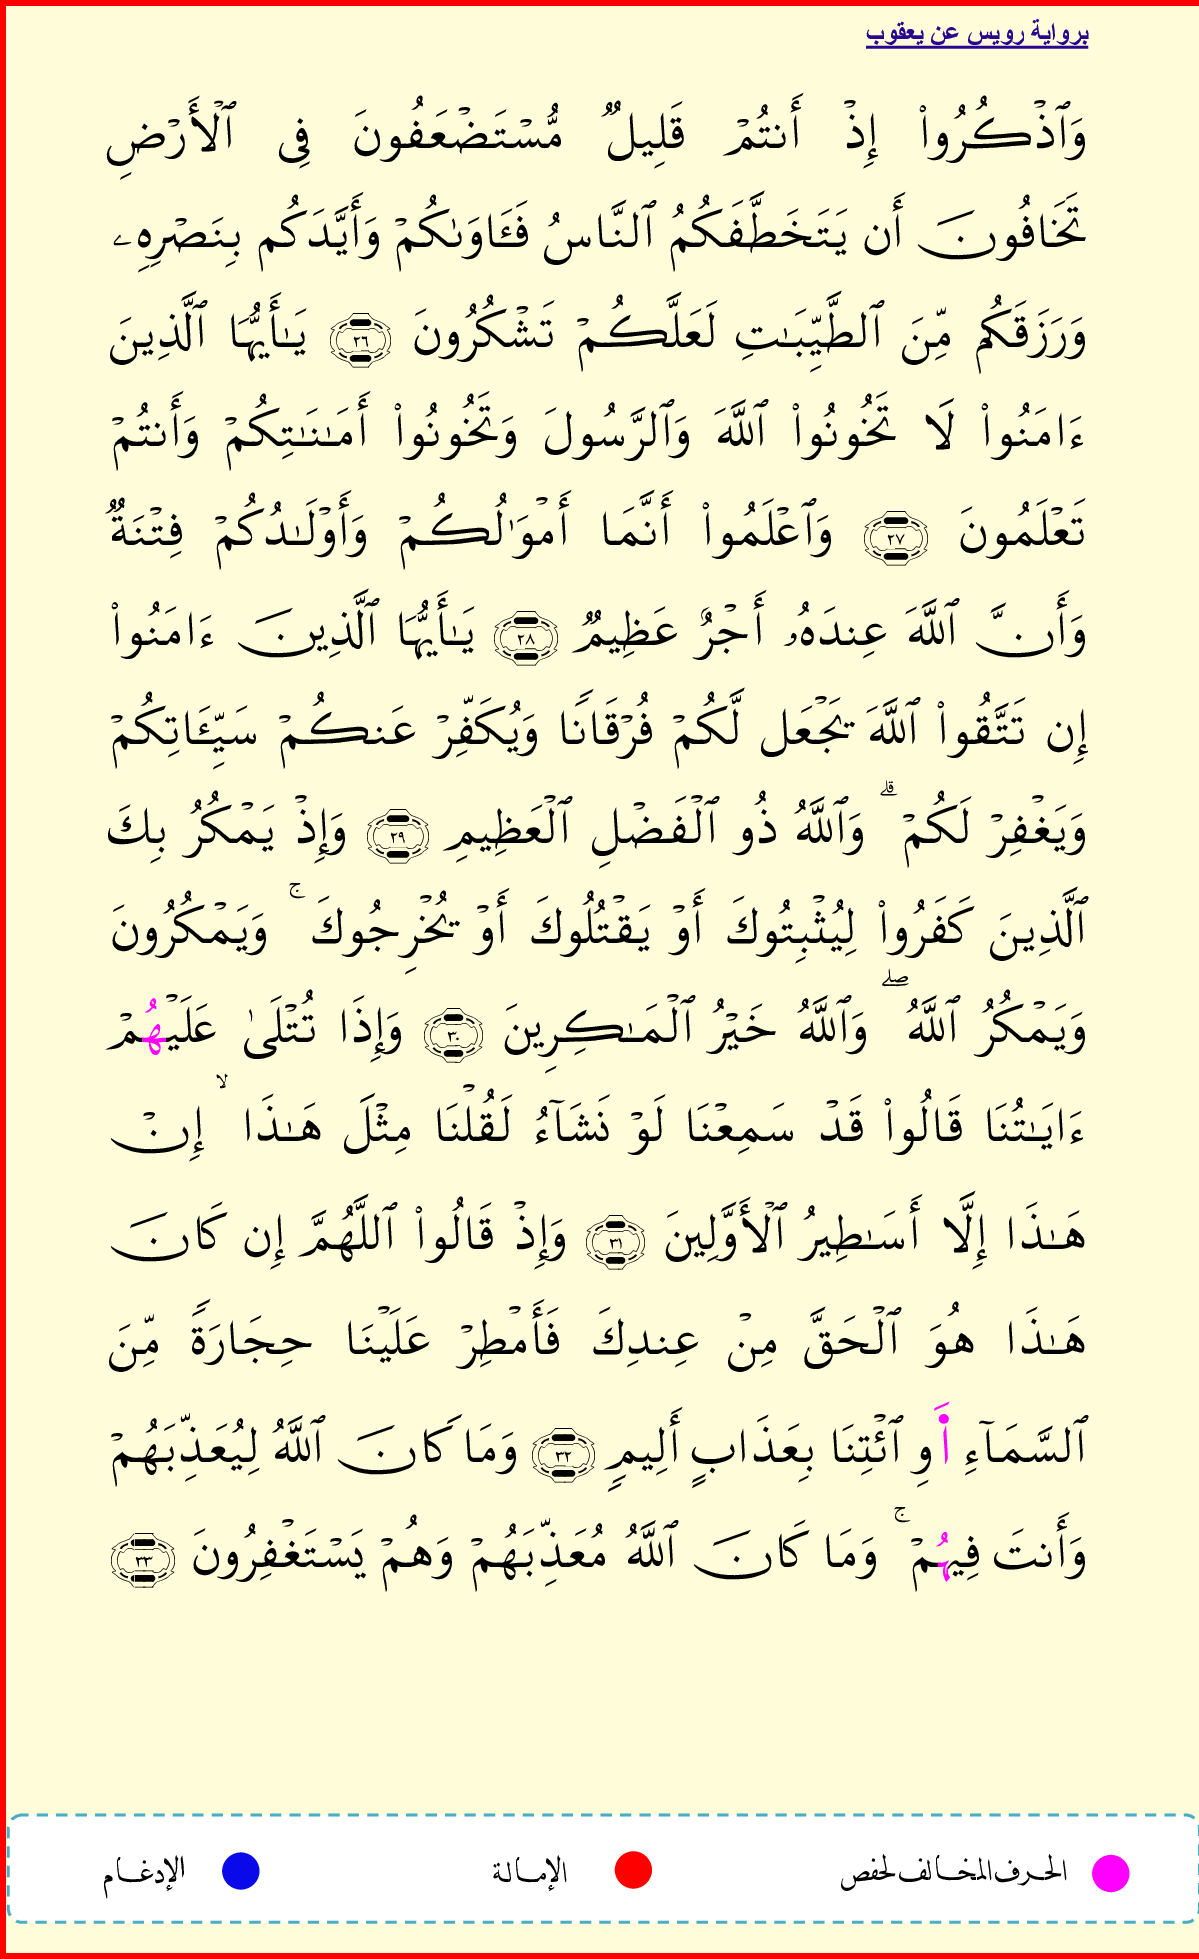 برواية رويس عن يعقوب
وَٱذۡكُرُوا۟ إِذۡ أَنتُمۡ قَلِيلٌ مُّسۡتَضۡعَفُونَ فِى ٱلۡأَرۡضِ
تَخَافُونَ أَن يَتَخَطَّفَكُمُ ٱلنَّاسُ فَـَٔاوَىٰكُمۡ وَأَيَّدَكُم بِنَصۡرِهِۦ
وَرَزَقَكُم مِّنَ ٱلطَّيِّبَـٰتِ لَعَلَّكُمۡ تَشۡكُرُونَ ٢٦ يَـٰٓأَيُّهَا ٱلَّذِينَ
ءَامَنُوا۟ لَا تَخُونُوا۟ ٱللَّهَ وَٱلرَّسُولَ وَتَخُونُوا۟ أَمَـٰنَـٰتِكُمۡ وَأَنتُمۡ
تَعۡلَمُونَ ٢٧ وَٱعۡلَمُوا۟ أَنَّمَا أَمۡوَٰلُكُمۡ وَأَوۡلَـٰدُكُمۡ فِتۡنَةٌ
وَأَنَّ ٱللَّهَ عِندَهُۥ أَجۡرٌ عَظِيمٌ ٢٨ يَـٰأَيُّهَا ٱلَّذِينَ ءَامَنُوا۟
إِن تَتَّقُوا۟ ٱللَّهَ يَجۡعَل لَّكُمۡ فُرۡقَانًا وَيُكَفِّرۡ عَنكُمۡ سَيِّـَٔاتِكُمۡ
وَيَغۡفِرۡ لَكُمۡۗ وَٱللَّهُ ذُو ٱلۡفَضۡلِ ٱلۡعَظِيمِ ٢٩ وَإِذۡ يَمۡكُرُ بِكَ
ٱلَّذِينَ كَفَرُوا۟ لِيُثۡبِتُوكَ أَوۡ يَقۡتُلُوكَ أَوۡ يُخۡرِجُوكَۚ وَيَمۡكُرُونَ
وَيَمۡكُرُ ٱللَّهُۖ وَٱللَّهُ خَيۡرُ ٱلۡمَـٰكِرِينَ ٣٠ وَإِذَا تُتۡلَىٰ عَلَيۡهُمۡ
ءَايَـٰتُنَا قَالُوا۟ قَدۡ سَمِعۡنَا لَوۡ نَشَآءُ لَقُلۡنَا مِثۡلَ هَـٰذَاۙ إِنۡ
هَـٰذَا إِلَّا أَسَـٰطِيرُ ٱلۡأَوَّلِينَ ٣١ وَإِذۡ قَالُوا۟ ٱللَّهُمَّ إِن كَانَ
هَـٰذَا هُوَ ٱلۡحَقَّ مِنۡ عِندِكَ فَأَمۡطِرۡ عَلَيۡنَا حِجَارَةً مِّنَ
ٱلسَّمَآءِ أَوِ ٱئۡتِنَا بِعَذَابٍ أَلِيمٍ ٣٢ وَمَا كَانَ ٱللَّهُ لِيُعَذِّبَهُمۡ
وَأَنتَ فِيهُمۡۚ وَمَا كَانَ ٱللَّهُ مُعَذِّبَهُمۡ وَهُمۡ يَسۡتَغۡفِرُونَ ٣٣
الحرف المخالف لحفص الإمالة الإدغام